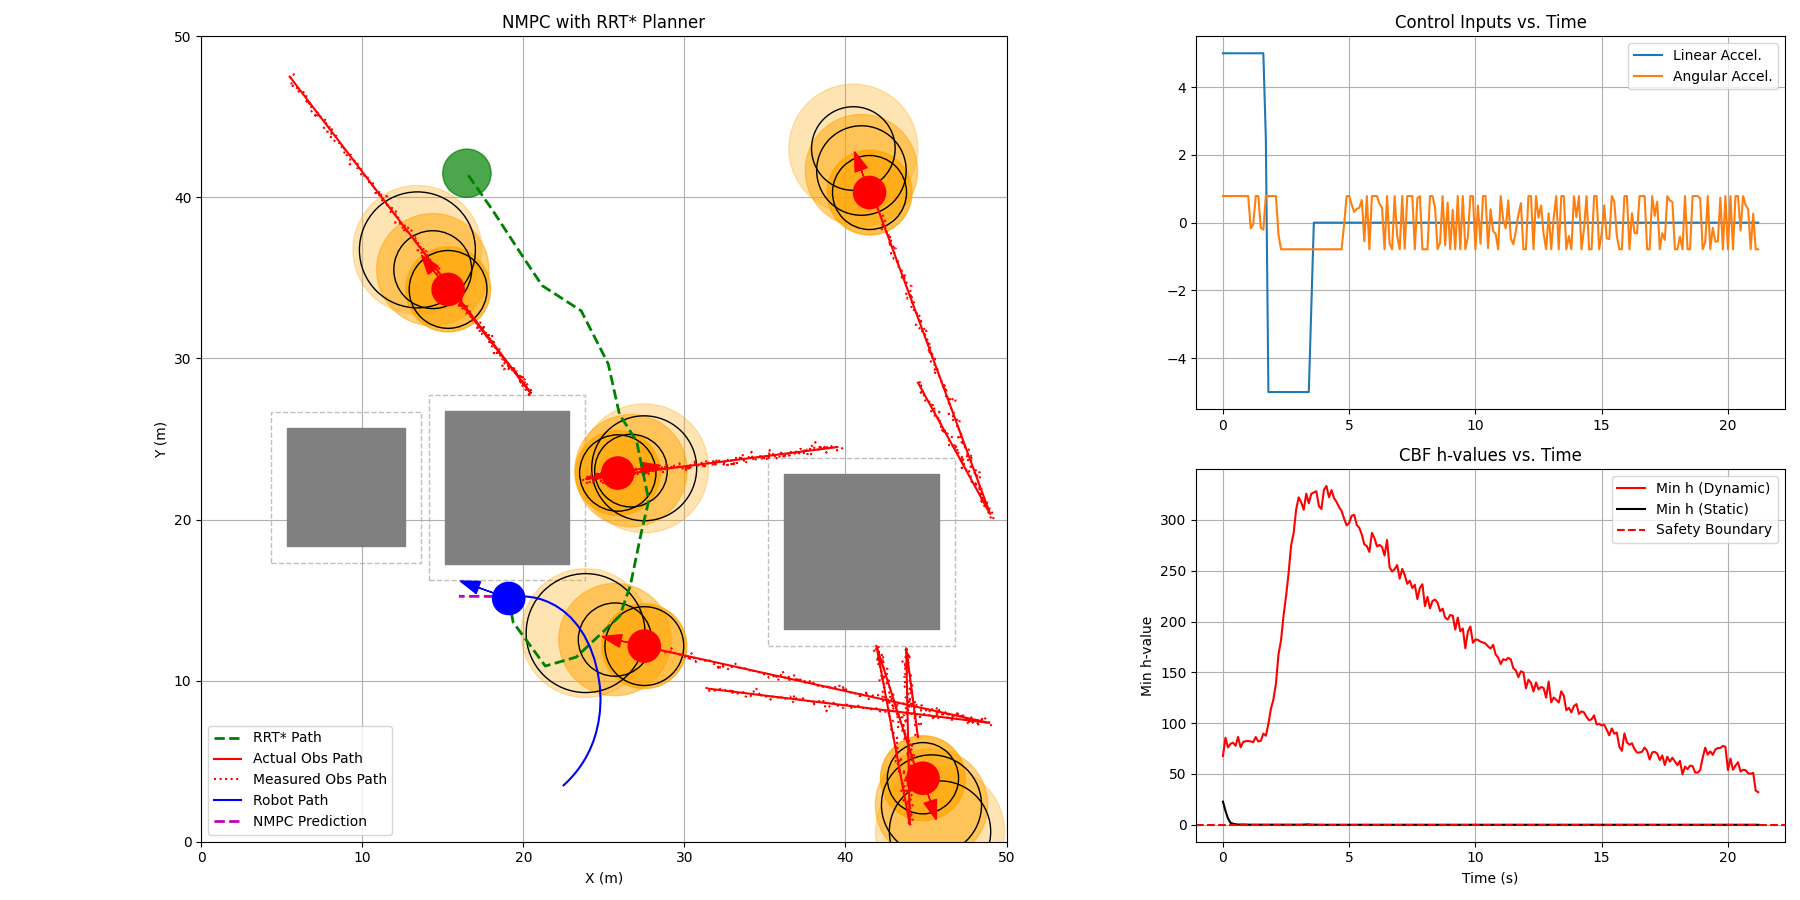 NMPC with RRT* Planner
50
40
30
20
10
0
Y (m)
0 10 20 30 40 50
X (m)
RRT* Path
Actual Obs Path
Measured Obs Path
Robot Path
NMPC Prediction
Control Inputs vs. Time
Linear Accel.
Angular Accel.
4
2
0
−2
−4
0 5 10 15 20
CBF h-values vs. Time
Min h (Dynamic)
Min h (Static)
Safety Boundary
300
250
200
150
100
50
0
Min h-value
0 5 10 15 20
Time (s)